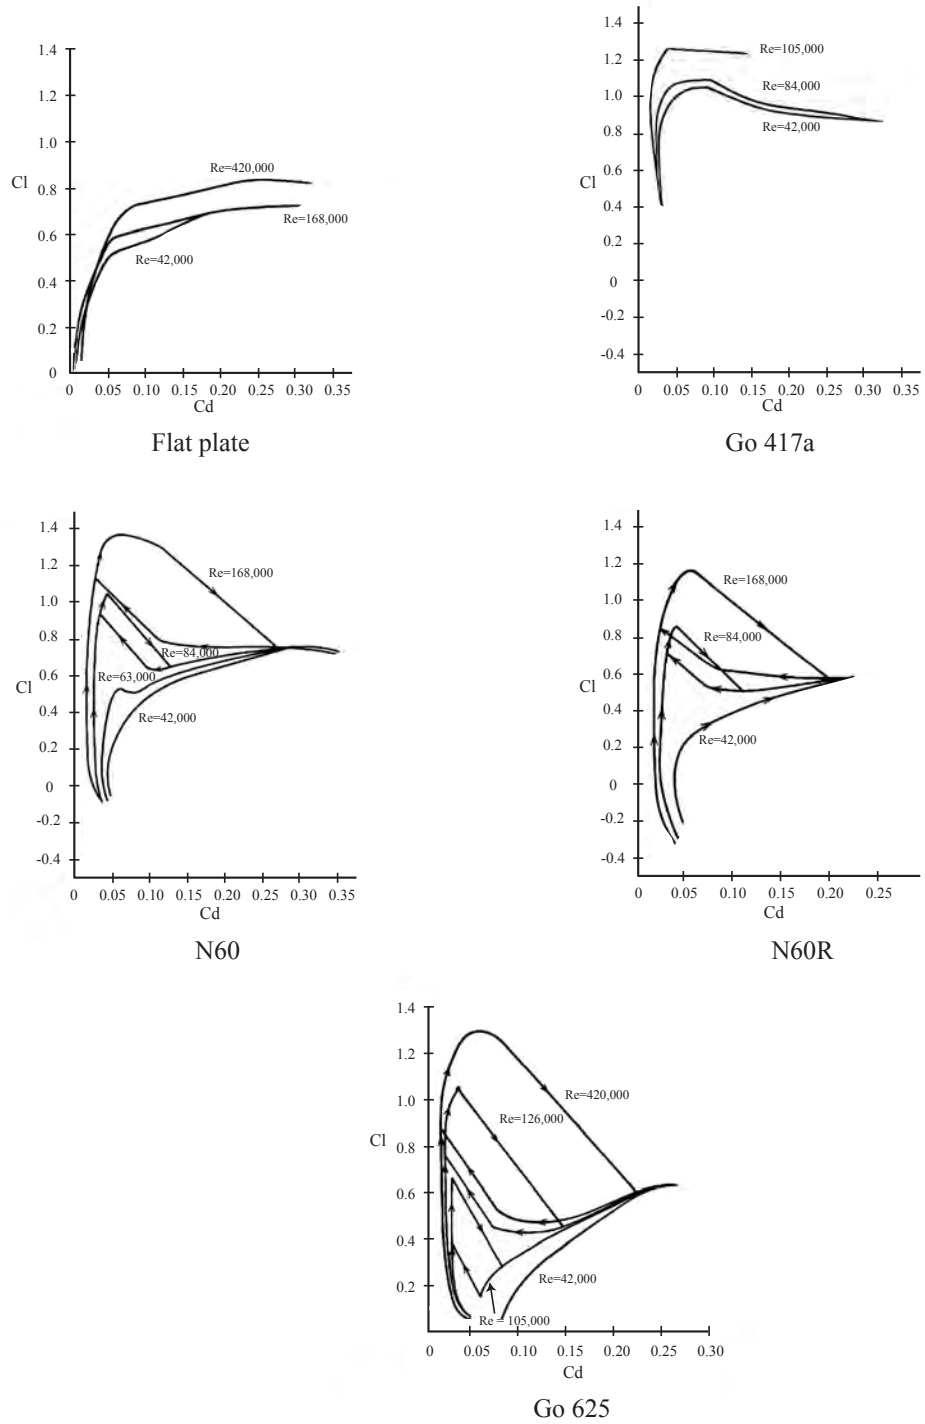 1.4
1.2
1.0
Cl
0.8
0.6
0.4
0.2
0
Re=420,000
Re=168,000
Re=42,000
0 0.05 0.10 0.15 0.20 0.25 0.30 0.35
Cd
Flat plate
1.4
1.2
1.0
0.8
Cl
0.6
0.4
0.2
0
-0.2
-0.4
Re=105,000
Re=84,000
Re=42,000
0 0.05 0.10 0.15 0.20 0.25 0.30 0.35
Cd
Go 417a
1.4
1.2
1.0
0.8
0.6
Cl
0.4
0.2
0
-0.2
-0.4
Re=168,000
Re=84,000
Re=63,000
Re=42,000
0 0.05 0.10 0.15 0.20 0.25 0.30 0.35
Cd
N60
1.4
1.2
1.0
0.8
0.6
Cl
0.4
0.2
0
-0.2
-0.4
Re=168,000
Re=84,000
Re=42,000
0 0.05 0.10 0.15 0.20 0.25
Cd
N60R
1.4
1.2
1.0
Cl
0.8
0.6
0.4
0.2
Re=420,000
Re=126,000
Re=42,000
Re = 105,000
0 0.05 0.10 0.15 0.20 0.25 0.30
Cd
Go 625